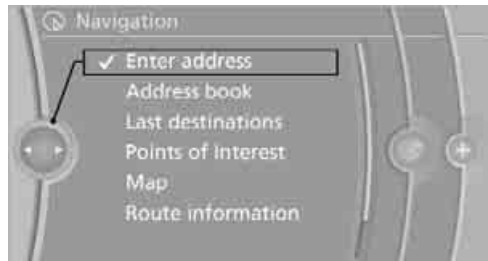 Navigation
Enter address
Address book
Last destinations
Points of Interest
Map
Route information